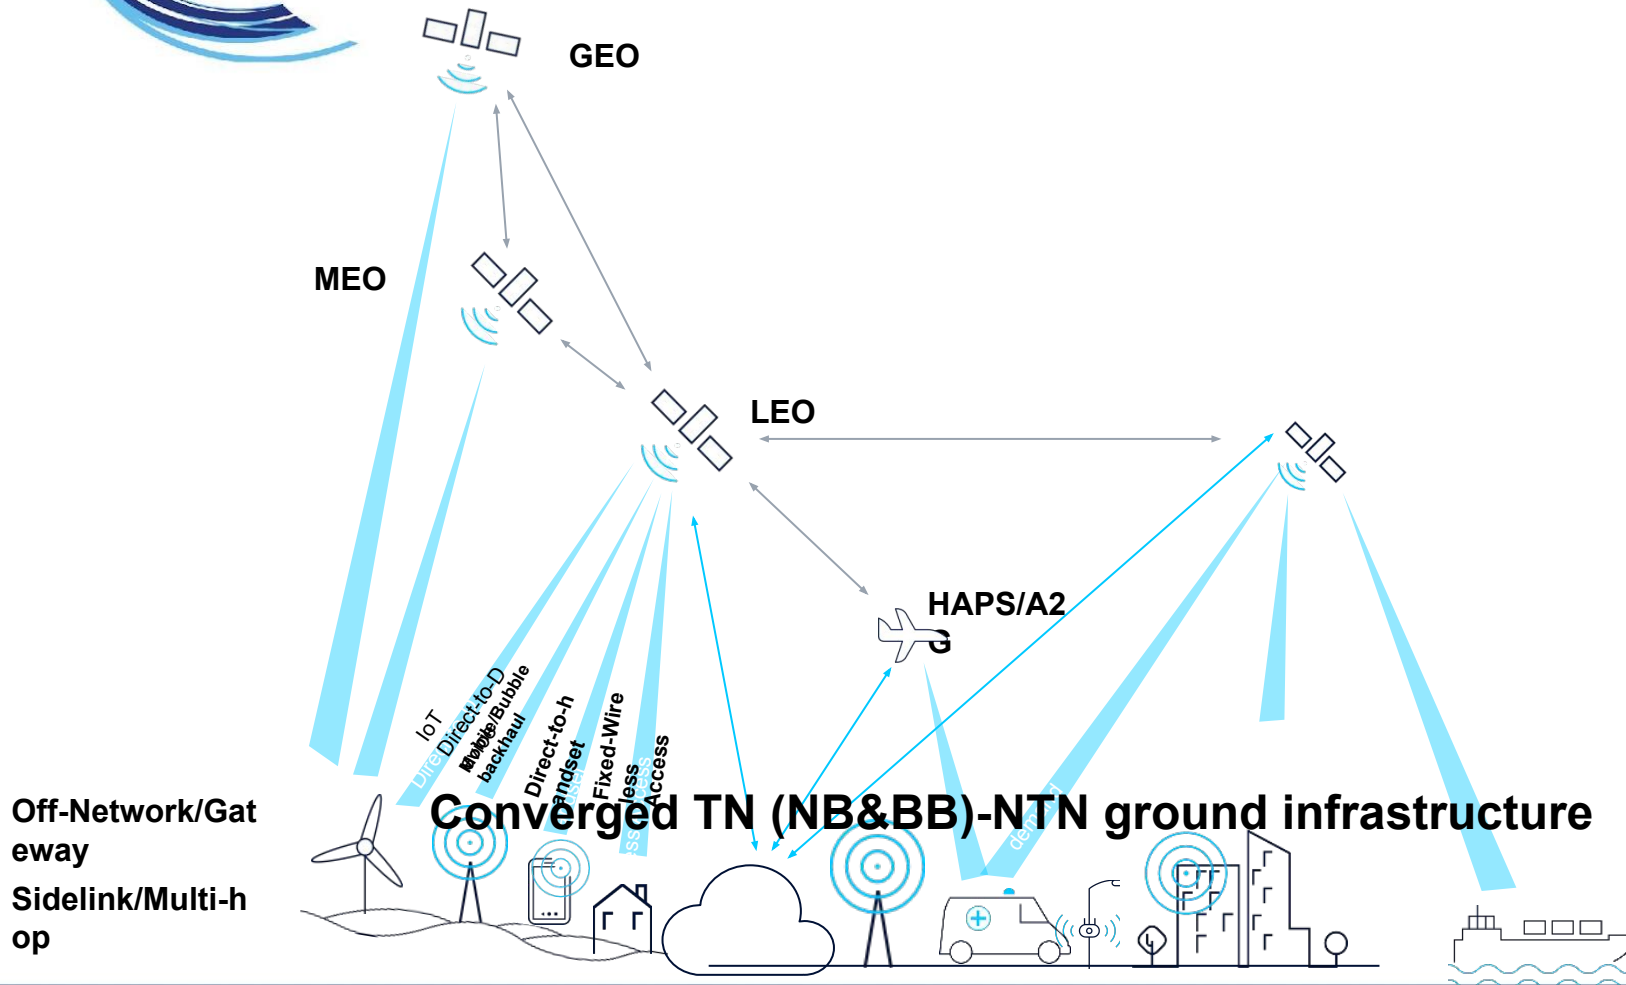 GEO
MEO
LEO
HAPS/A2
G
IoT
Direct-to-D
Mobile/Bubble
backhaul
Direct-to-h
andset
Fixed-Wire
less
Access
demand
Converged TN (NB&BB)-NTN ground infrastructure
Off-Network/Gat
eway
Sidelink/Multi-h
op